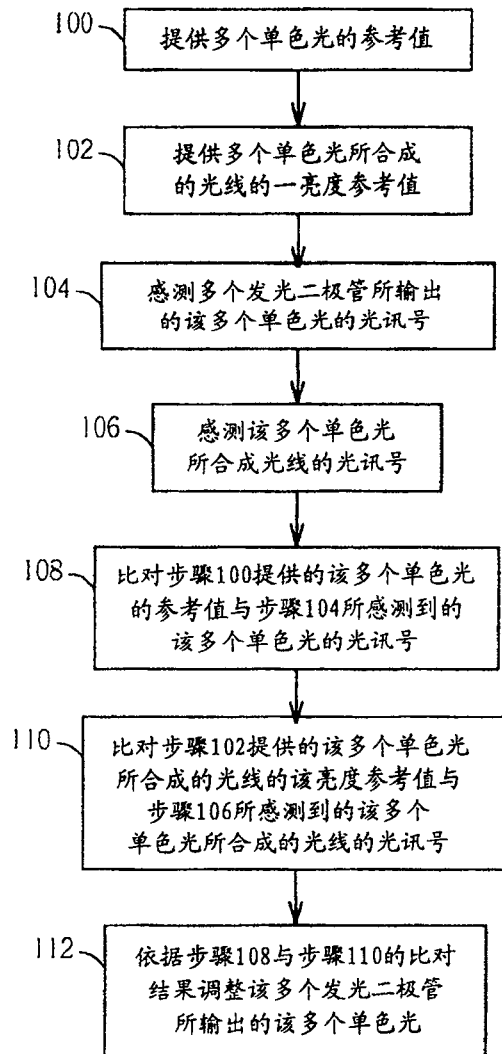 100
提供多个单色光的参考值
102
提供多个单色光所合成
的光线的一亮度参考值
104
感测多个发光二极管所输出
的该多个单色光的光讯号
106
感测该多个单色光
所合成光线的光讯号
108
比对步骤100提供的该多个单色光
的参考值与步骤104所感测到的
该多个单色光的光讯号
110
比对步骤102提供的该多个单色光
所合成的光线的该亮度参考值与
步骤106所感测到的该多个
单色光所合成的光线的光讯号
112
依据步骤108与步骤110的比对
结果调整该多个发光二极管
所输出的该多个单色光